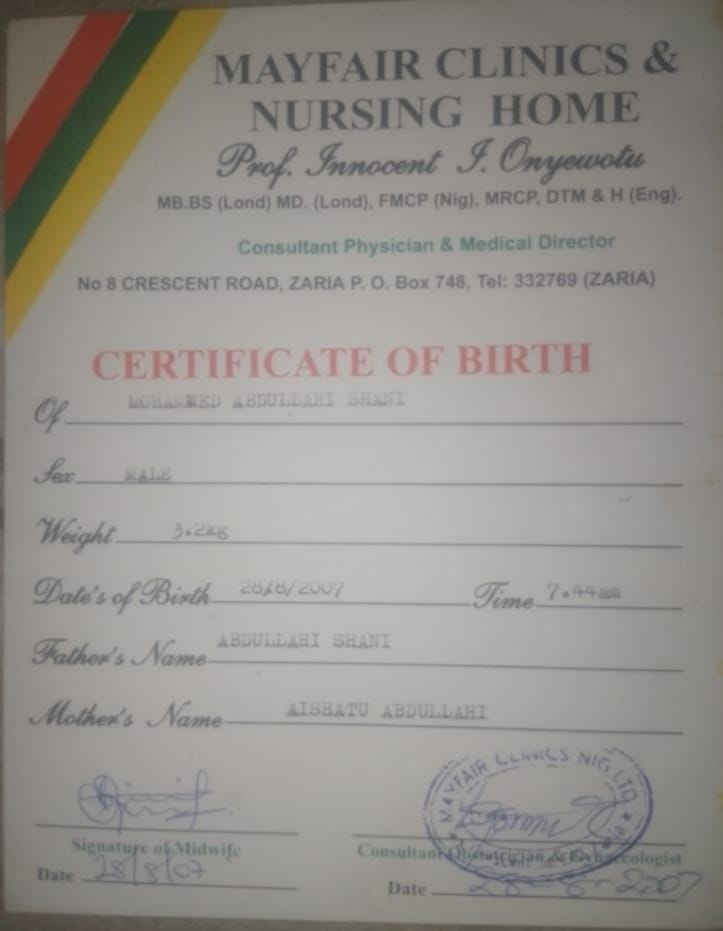 MAYFAIR CLINICS &
NURSING HOME
Prof. Innocent I. Onyewotu
MB.BS (Lond) MD. (Lond), FMCP (Nig), MRCP, DTM & H (Eng).
Consultant Physician & Medical Director
No 8 CRESCENT ROAD, ZARIA P. O. Box 748, Tel: 332769 (ZARIA)
CERTIFICATE OF BIRTH
Of MOHAMMED ABDULLAHI SHANI
Sex MALE
Weight 3.2kg
Date's of Birth 28/8/2007 Time 7.44am
Father's Name ABDULLAHI SHANI
Mother's Name AISHATU ABDULLAHI
MAYFAIR CLINICS NIG. LTD
Signature of Midwife Consultant Obstetrician & Gynaecologist
Date 28/8/07 Date 28-8-2007